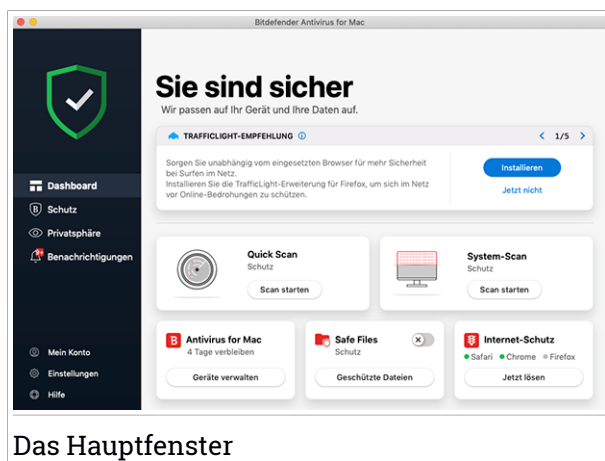 Bitdefender Antivirus for Mac
Sie sind sicher
Wir passen auf Ihr Gerät und Ihre Daten auf.
TRAFFICLIGHT-EMPFEHLUNG
1/5
Sorgen Sie unabhängig vom eingesetzten Browser für mehr Sicherheit
bei Surfen im Netz.
Installieren Sie die TrafficLight-Erweiterung für Firefox, um sich im Netz
vor Online-Bedrohungen zu schützen.
Installieren
Jetzt nicht
Dashboard
B Schutz
Privatsphäre
9+ Benachrichtigungen
Mein Konto
Einstellungen
Hilfe
Quick Scan
Schutz
Scan starten
System-Scan
Schutz
Scan starten
B Antivirus for Mac
4 Tage verbleiben
Geräte verwalten
Safe Files
Schutz
Geschützte Dateien
Internet-Schutz
Safari Chrome Firefox
Jetzt lösen
Das Hauptfenster